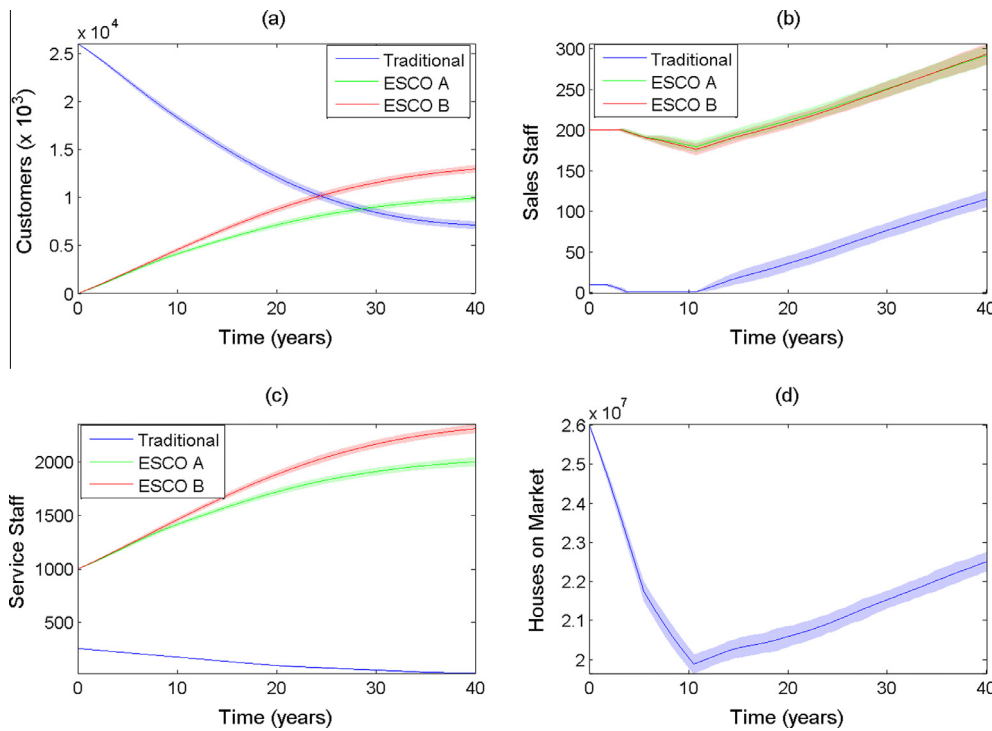 (a)
x 10^4
2.5
2
1.5
1
0.5
0
Customers (x 10^3)
0 10 20 30 40
Time (years)
Traditional
ESCO A
ESCO B
(b)
300
250
200
150
100
50
0
Sales Staff
0 10 20 30 40
Time (years)
Traditional
ESCO A
ESCO B
(c)
2000
1500
1000
500
Service Staff
0 10 20 30 40
Time (years)
Traditional
ESCO A
ESCO B
(d)
x 10^7
2.6
2.5
2.4
2.3
2.2
2.1
2
Houses on Market
0 10 20 30 40
Time (years)